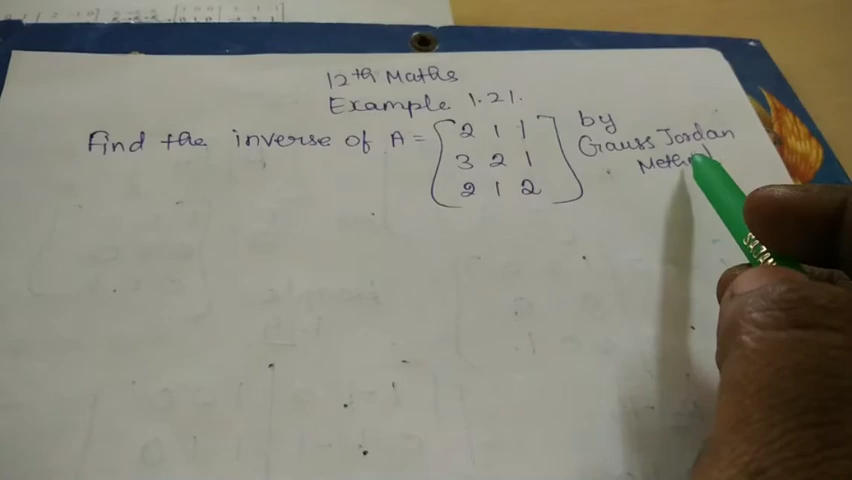 12th Maths
Example 1.21.
Find the inverse of A = [2 1 1
3 2 1
2 1 2] by
Gauss Jordan